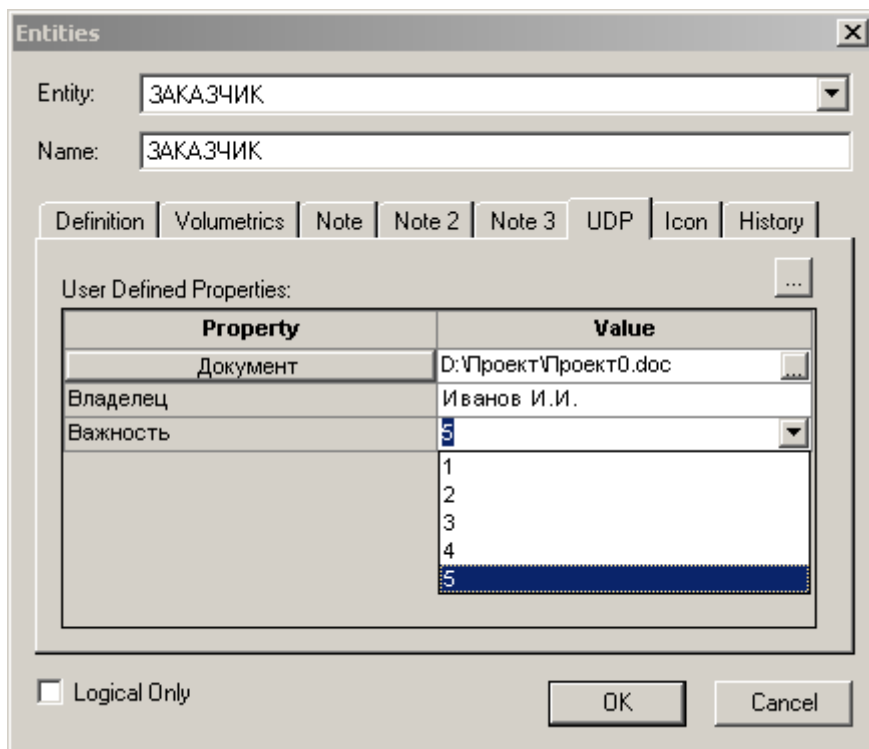 Entities
Entity: ЗАКАЗЧИК
Name: ЗАКАЗЧИК
Definition Volumetrics Note Note 2 Note 3 UDP Icon History
User Defined Properties: ...
Property Value
Документ D:\Проект\Проект0.doc ...
Владелец Иванов И.И.
Важность 5
1
2
3
4
5
Logical Only OK Cancel